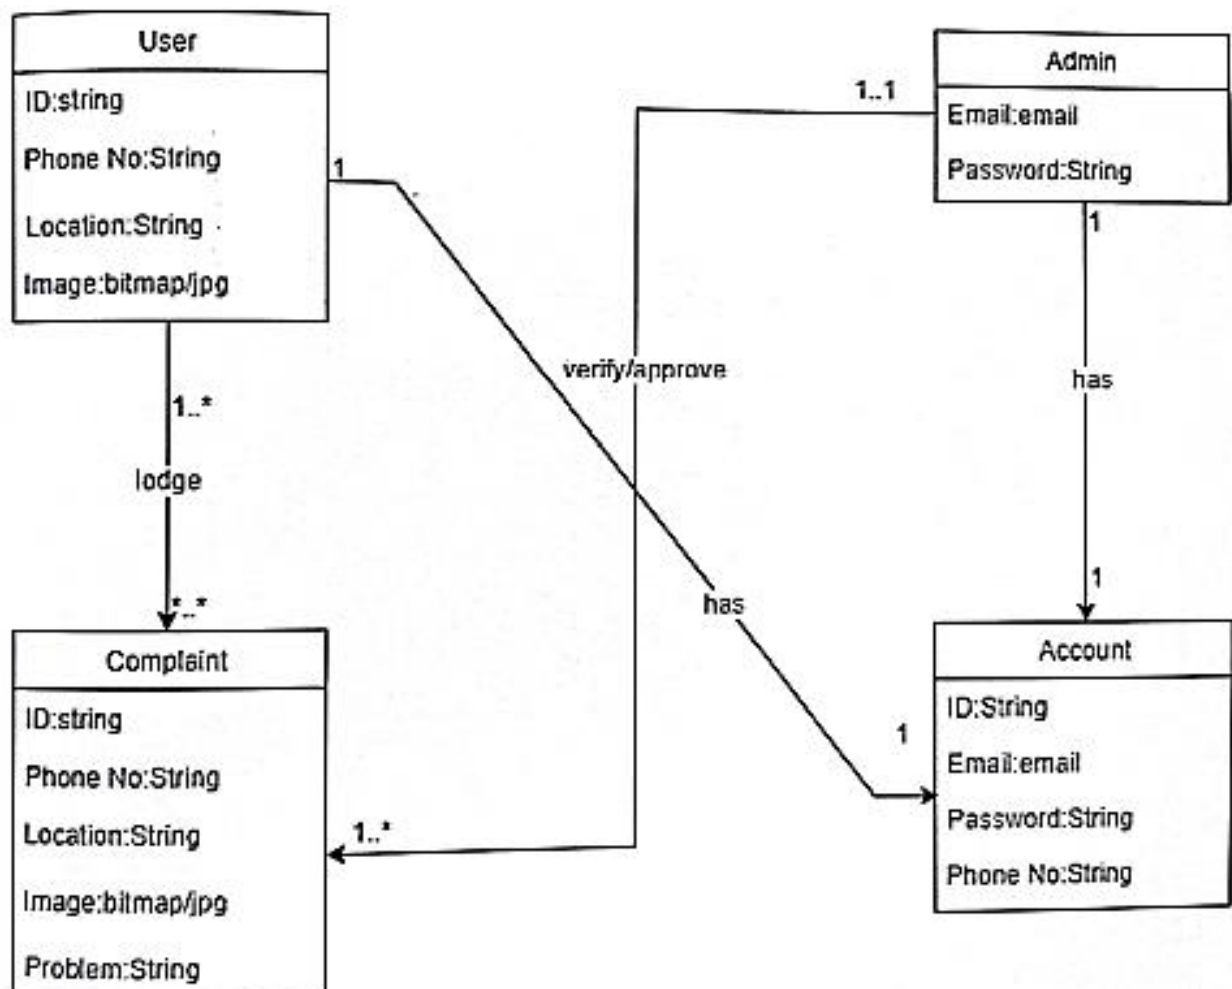 User
ID:string
Phone No:String
Location:String
Image:bitmap/jpg
Admin
Email:email
Password:String
1
1..1
1
verify/approve
has
1..*
lodge
*..*
has
1
1
1..*
Complaint
ID:string
Phone No:String
Location:String
Image:bitmap/jpg
Problem:String
Account
ID:String
Email:email
Password:String
Phone No:String